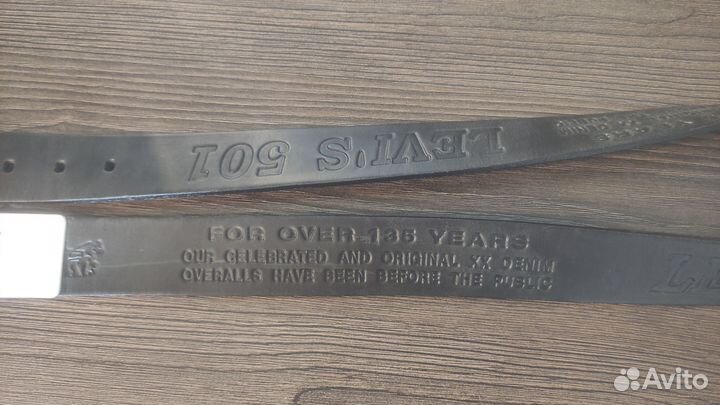 LEVI'S 501
FOR OVER 135 YEARS
OUR CELEBRATED AND ORIGINAL XX DENIM
OVERALLS HAVE BEEN BEFORE THE PUBLIC
Avito